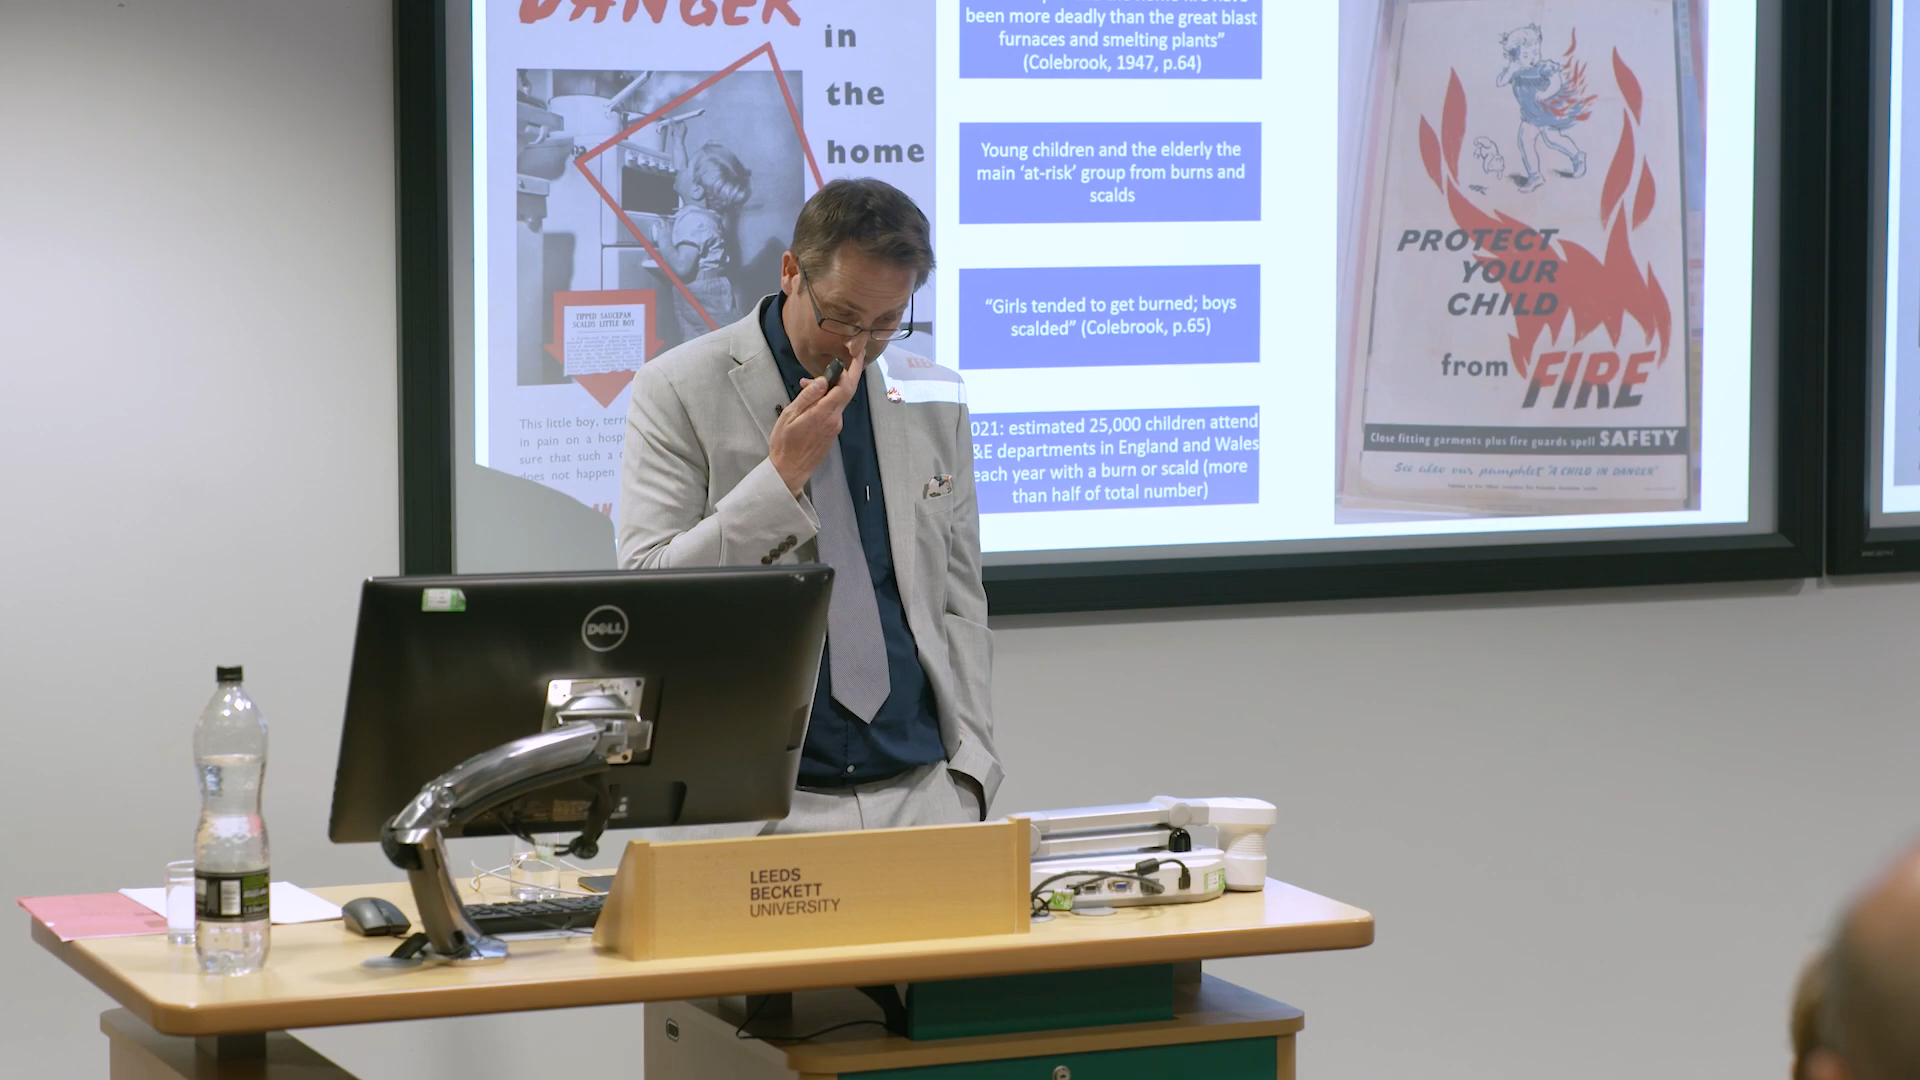 DANGER
in
the
home
TIPPED SAUCEPAN
SCALDS LITTLE BOY
This little boy, terri
in pain on a hosp
sure that such a
does not happen
been more deadly than the great blast
furnaces and smelting plants”
(Colebrook, 1947, p.64)
Young children and the elderly the
main ‘at-risk’ group from burns and
scalds
“Girls tended to get burned; boys
scalded” (Colebrook, p.65)
021: estimated 25,000 children attend
&E departments in England and Wales
each year with a burn or scald (more
than half of total number)
PROTECT
YOUR
CHILD
from FIRE
Close fitting garments plus fire guards spell SAFETY
See also our pamphlet "A CHILD IN DANGER"
DELL
LEEDS
BECKETT
UNIVERSITY